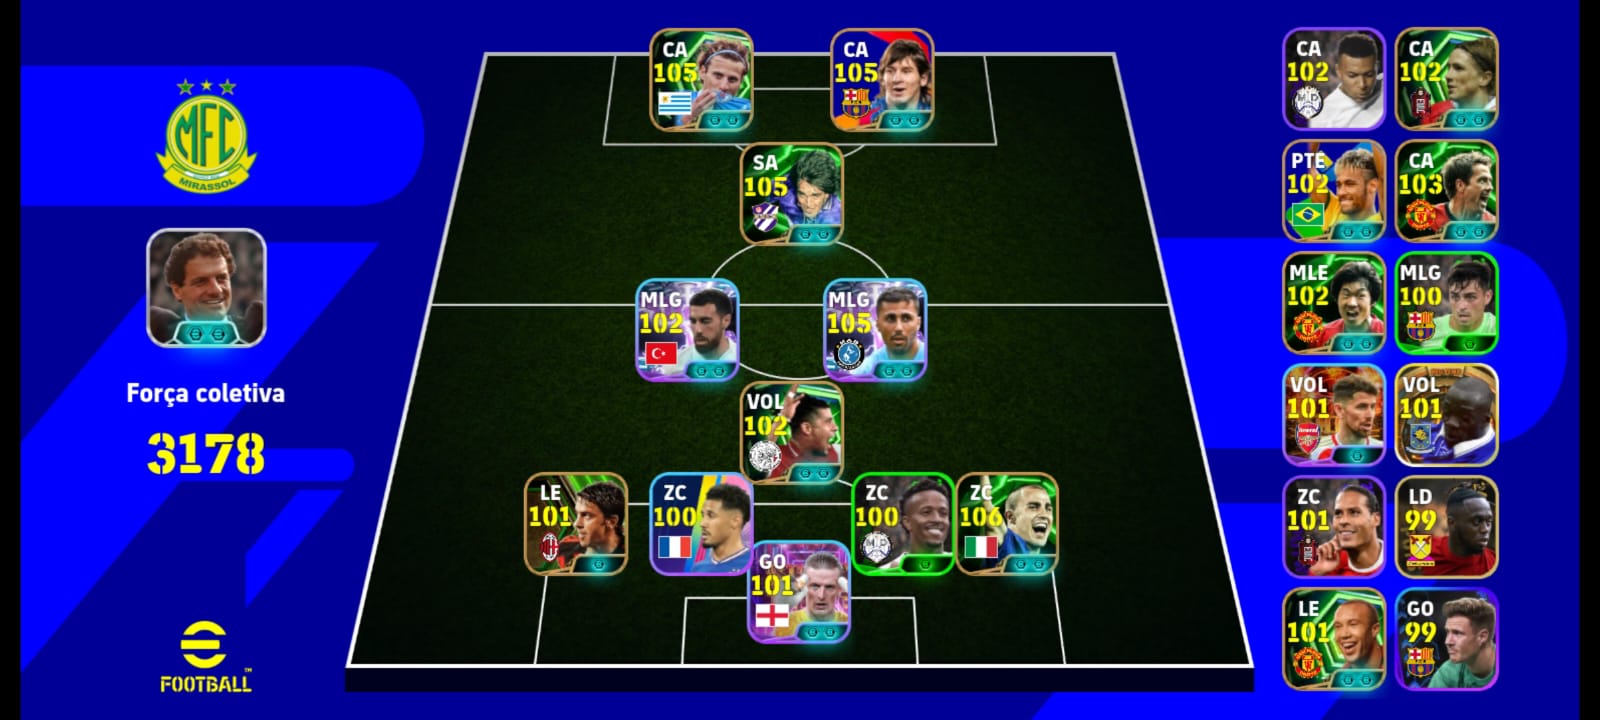 MFC
MIRASSOL
Força coletiva
3178
FOOTBALL™
CA
105
CA
105
SA
105
MLG
102
MLG
105
VOL
102
LE
101
ZC
100
ZC
100
ZC
106
GO
101
CA
102
CA
102
PTE
102
CA
103
MLE
102
MLG
100
VOL
101
VOL
101
ZC
101
LD
99
LE
101
GO
99